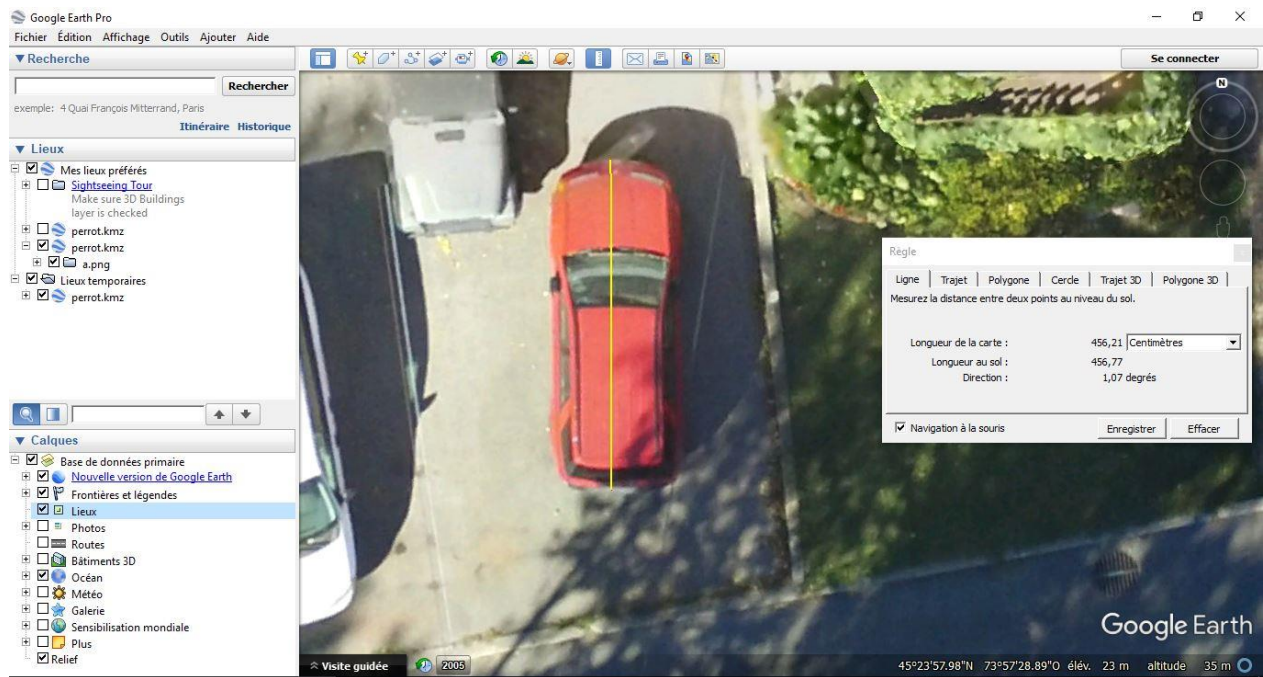 Google Earth Pro
Fichier Édition Affichage Outils Ajouter Aide
▼ Recherche
Rechercher
exemple: 4 Quai François Mitterrand, Paris
Itinéraire Historique
▼ Lieux
Mes lieux préférés
Sightseeing Tour
Make sure 3D Buildings
layer is checked
perrot.kmz
perrot.kmz
a.png
Lieux temporaires
perrot.kmz
▼ Calques
Base de données primaire
Nouvelle version de Google Earth
Frontières et légendes
Lieux
Photos
Routes
Bâtiments 3D
Océan
Météo
Galerie
Sensibilisation mondiale
Plus
Relief
Se connecter
N
Règle
Ligne Trajet Polygone Cercle Trajet 3D Polygone 3D
Mesurez la distance entre deux points au niveau du sol.
Longueur de la carte : 456,21 Centimètres
Longueur au sol : 456,77
Direction : 1,07 degrés
Navigation à la souris Enregistrer Effacer
Google Earth
Visite guidée 2005 45°23'57.98"N 73°57'28.89"O élév. 23 m altitude 35 m